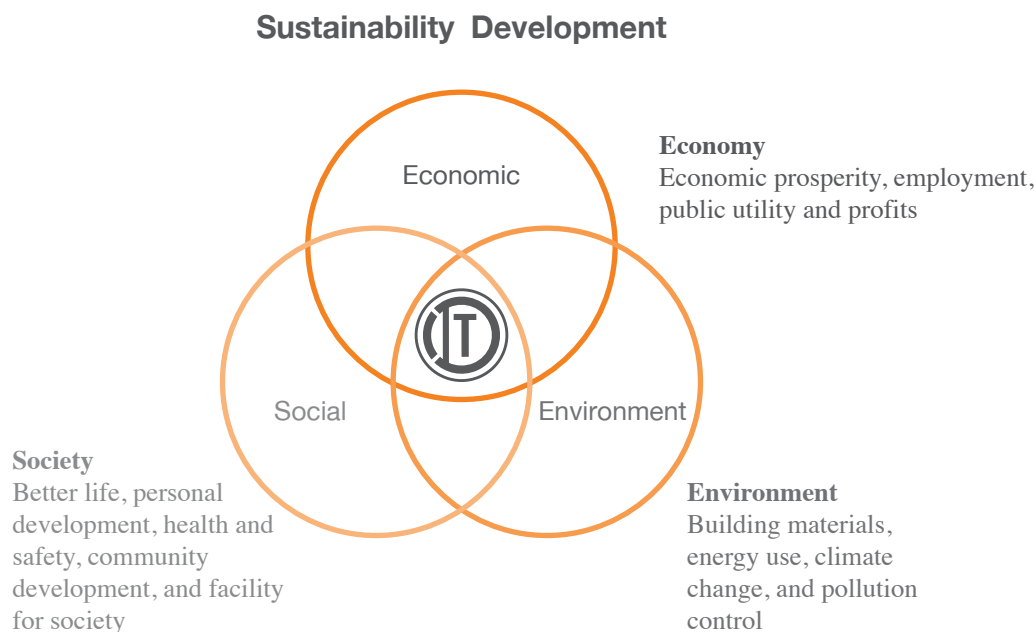 Sustainability Development
Economic
Economy
Economic prosperity, employment,
public utility and profits
Social
Environment
Society
Better life, personal
development, health and
safety, community
development, and facility
for society
Environment
Building materials,
energy use, climate
change, and pollution
control